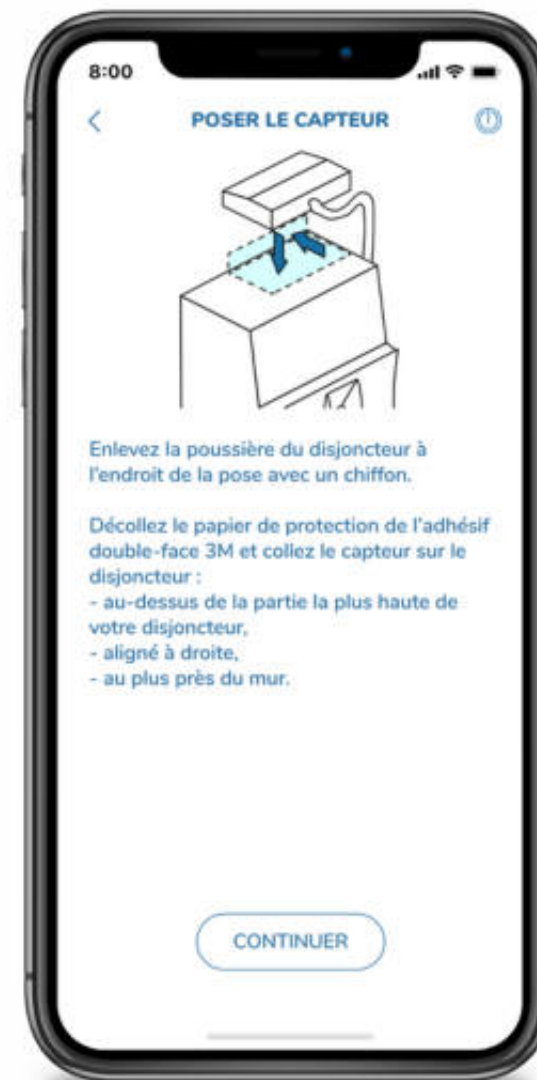 8:00
POSER LE CAPTEUR
Enlevez la poussière du disjoncteur à
l'endroit de la pose avec un chiffon.
Décollez le papier de protection de l'adhésif
double-face 3M et collez le capteur sur le
disjoncteur :
- au-dessus de la partie la plus haute de
votre disjoncteur,
- aligné à droite,
- au plus près du mur.
CONTINUER